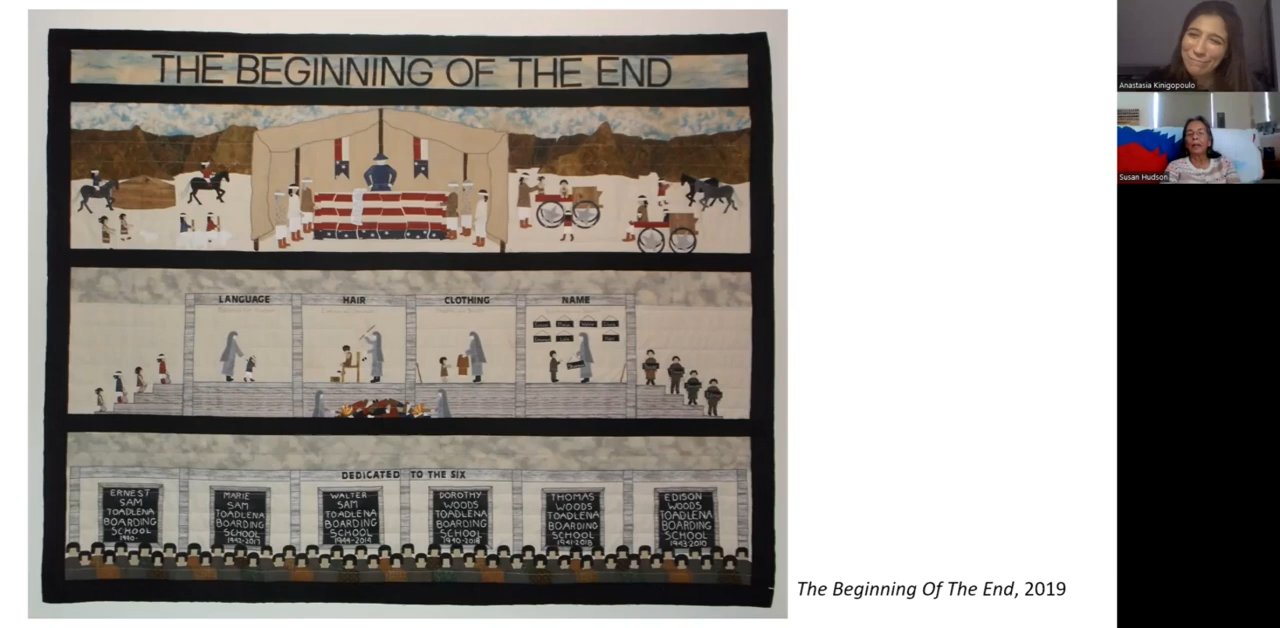 THE BEGINNING OF THE END
LANGUAGE
HAIR
CLOTHING
NAME
DEDICATED TO THE SIX
ERNEST
SAM
TOADLENA
BOARDING
SCHOOL
MARIE
SAM
TOADLENA
BOARDING
SCHOOL
WALTER
SAM
TOADLENA
BOARDING
SCHOOL
1944-2014
DOROTHY
WOODS
TOADLENA
BOARDING
SCHOOL
THOMAS
WOODS
TOADLENA
BOARDING
SCHOOL
EDISON
WOODS
TOADLENA
BOARDING
SCHOOL
The Beginning Of The End, 2019
Anastasia Kinigopoulo
Susan Hudson